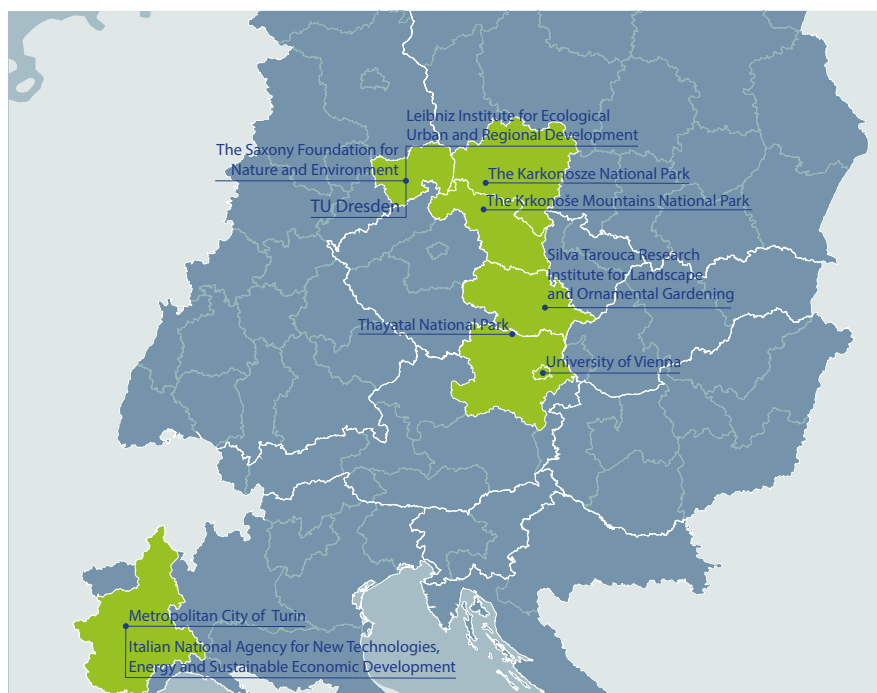 Leibniz Institute for Ecological
Urban and Regional Development
The Saxony Foundation for
Nature and Environment
TU Dresden
The Karkonosze National Park
The Krkonoše Mountains National Park
Silva Tarouca Research
Institute for Landscape
and Ornamental Gardening
Thayatal National Park
University of Vienna
Metropolitan City of Turin
Italian National Agency for New Technologies,
Energy and Sustainable Economic Development